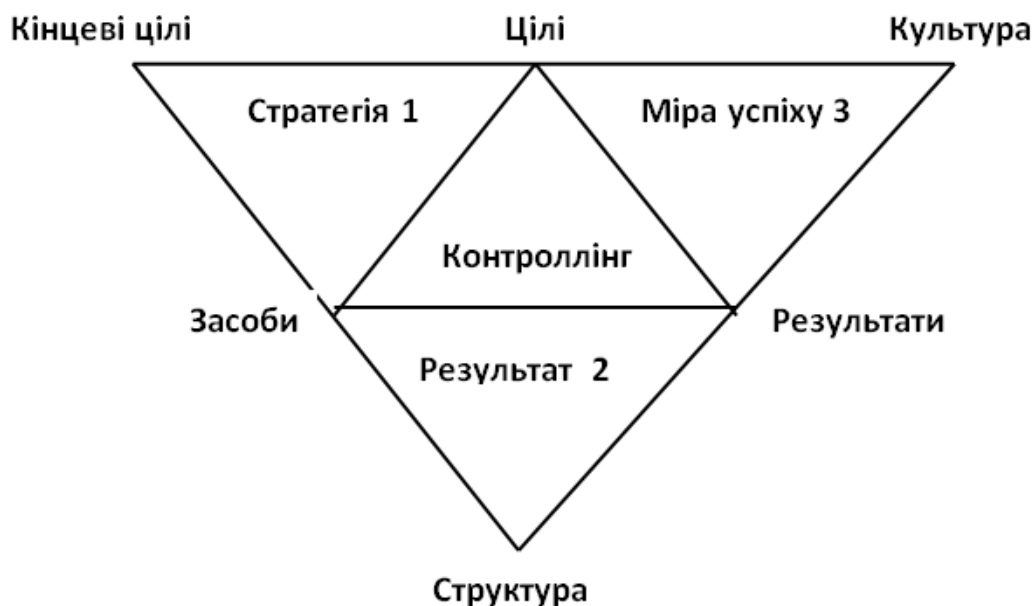 Кінцеві цілі Цілі Культура
Стратегія 1 Міра успіху 3
Контроллінг
Засоби Результати
Результат 2
Структура